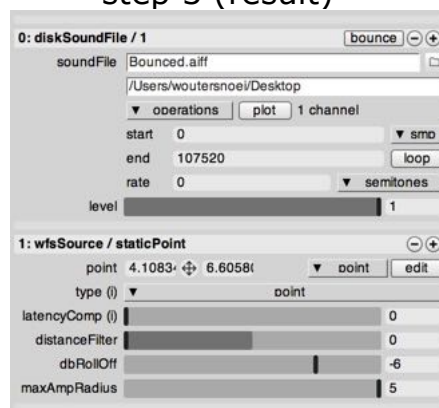 step 3 (result)
0: diskSoundFile / 1 bounce
soundFile Bounced.aiff
/Users/woutersnoei/Desktop
▼ operations plot 1 channel
start 0 ▼ smp
end 107520 loop
rate 0 ▼ semitones
level 1
1: wfsSource / staticPoint
point 4.1083 6.6058 ▼ point edit
type (i) ▼ point
latencyComp (i) 0
distanceFilter 0
dbRollOff -6
maxAmpRadius 5